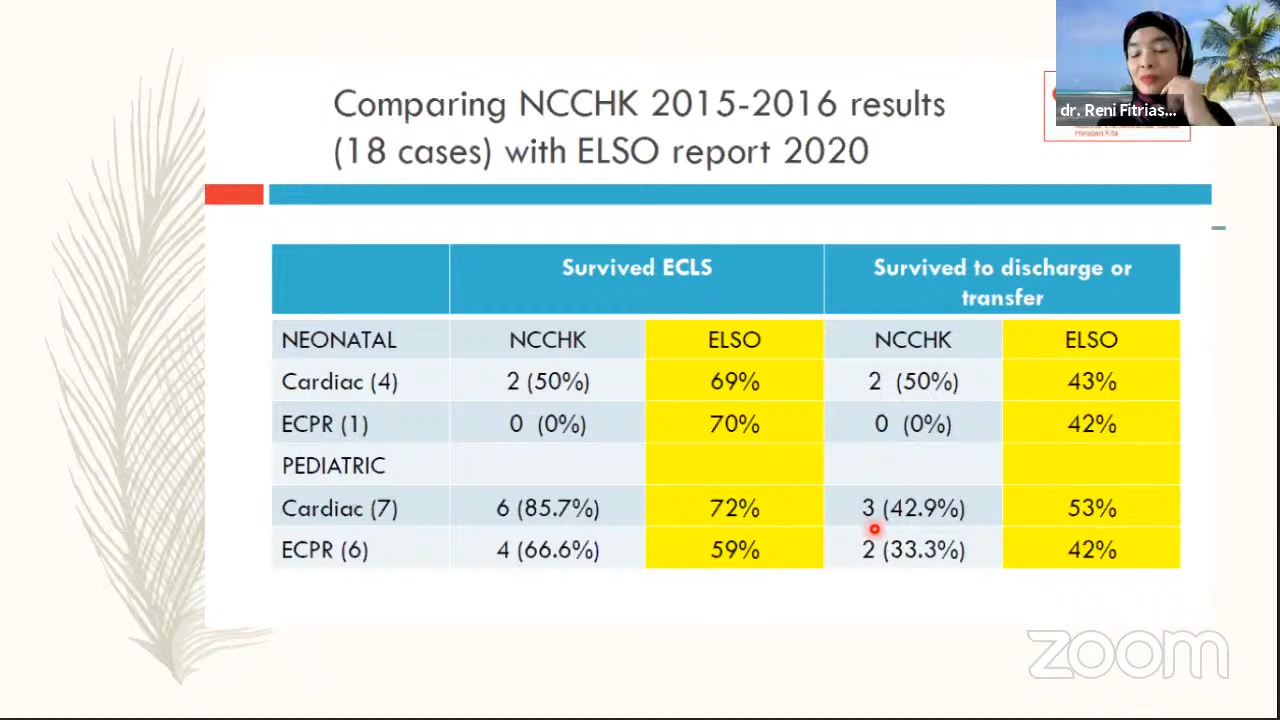 Comparing NCCHK 2015-2016 results
(18 cases) with ELSO report 2020
dr. Reni Fitrias...
Harapan Kita
Survived ECLS Survived to discharge or transfer
NEONATAL NCCHK ELSO NCCHK ELSO
Cardiac (4) 2 (50%) 69% 2 (50%) 43%
ECPR (1) 0 (0%) 70% 0 (0%) 42%
PEDIATRIC
Cardiac (7) 6 (85.7%) 72% 3 (42.9%) 53%
ECPR (6) 4 (66.6%) 59% 2 (33.3%) 42%
zoom